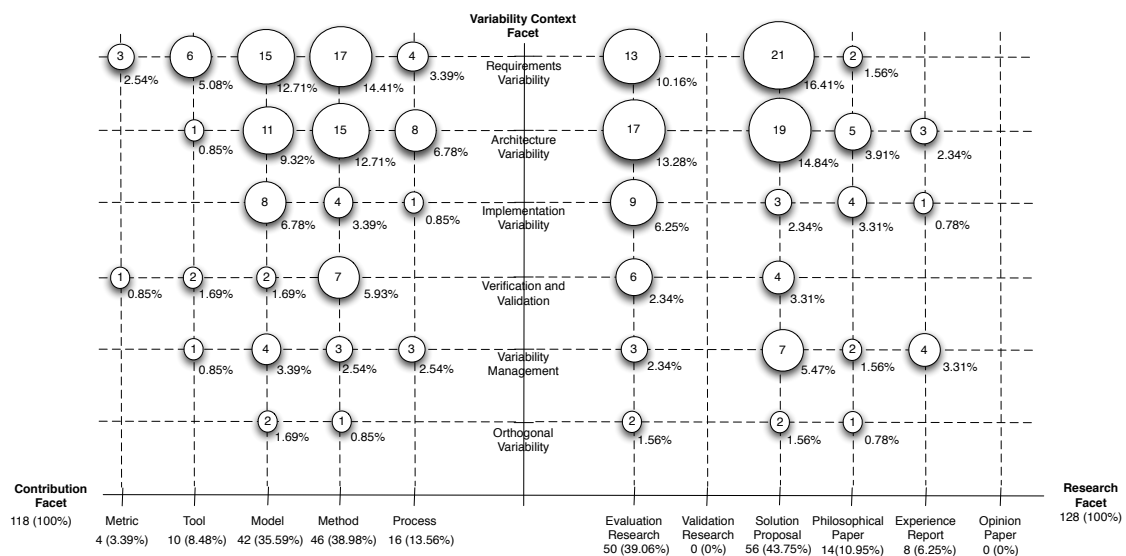 Variability Context
Facet
3
6
15
17
4
13
21
2
2.54%
5.08%
12.71%
14.41%
3.39%
Requirements
Variability
10.16%
16.41%
1.56%
1
11
15
8
17
19
5
3
0.85%
9.32%
12.71%
6.78%
Architecture
Variability
13.28%
14.84%
3.91%
2.34%
8
4
1
9
3
4
1
6.78%
3.39%
0.85%
Implementation
Variability
6.25%
2.34%
3.31%
0.78%
1
2
2
7
6
4
0.85%
1.69%
1.69%
5.93%
Verification and
Validation
2.34%
3.31%
1
4
3
3
3
7
2
4
0.85%
3.39%
2.54%
2.54%
Variability
Management
2.34%
5.47%
1.56%
3.31%
2
1
2
2
1
1.69%
0.85%
Orthogonal
Variability
1.56%
1.56%
0.78%
Contribution
Facet
118 (100%)
Metric
4 (3.39%)
Tool
10 (8.48%)
Model
42 (35.59%)
Method
46 (38.98%)
Process
16 (13.56%)
Evaluation
Research
50 (39.06%)
Validation
Research
0 (0%)
Solution
Proposal
56 (43.75%)
Philosophical
Paper
14(10.95%)
Experience
Report
8 (6.25%)
Opinion
Paper
0 (0%)
Research
Facet
128 (100%)